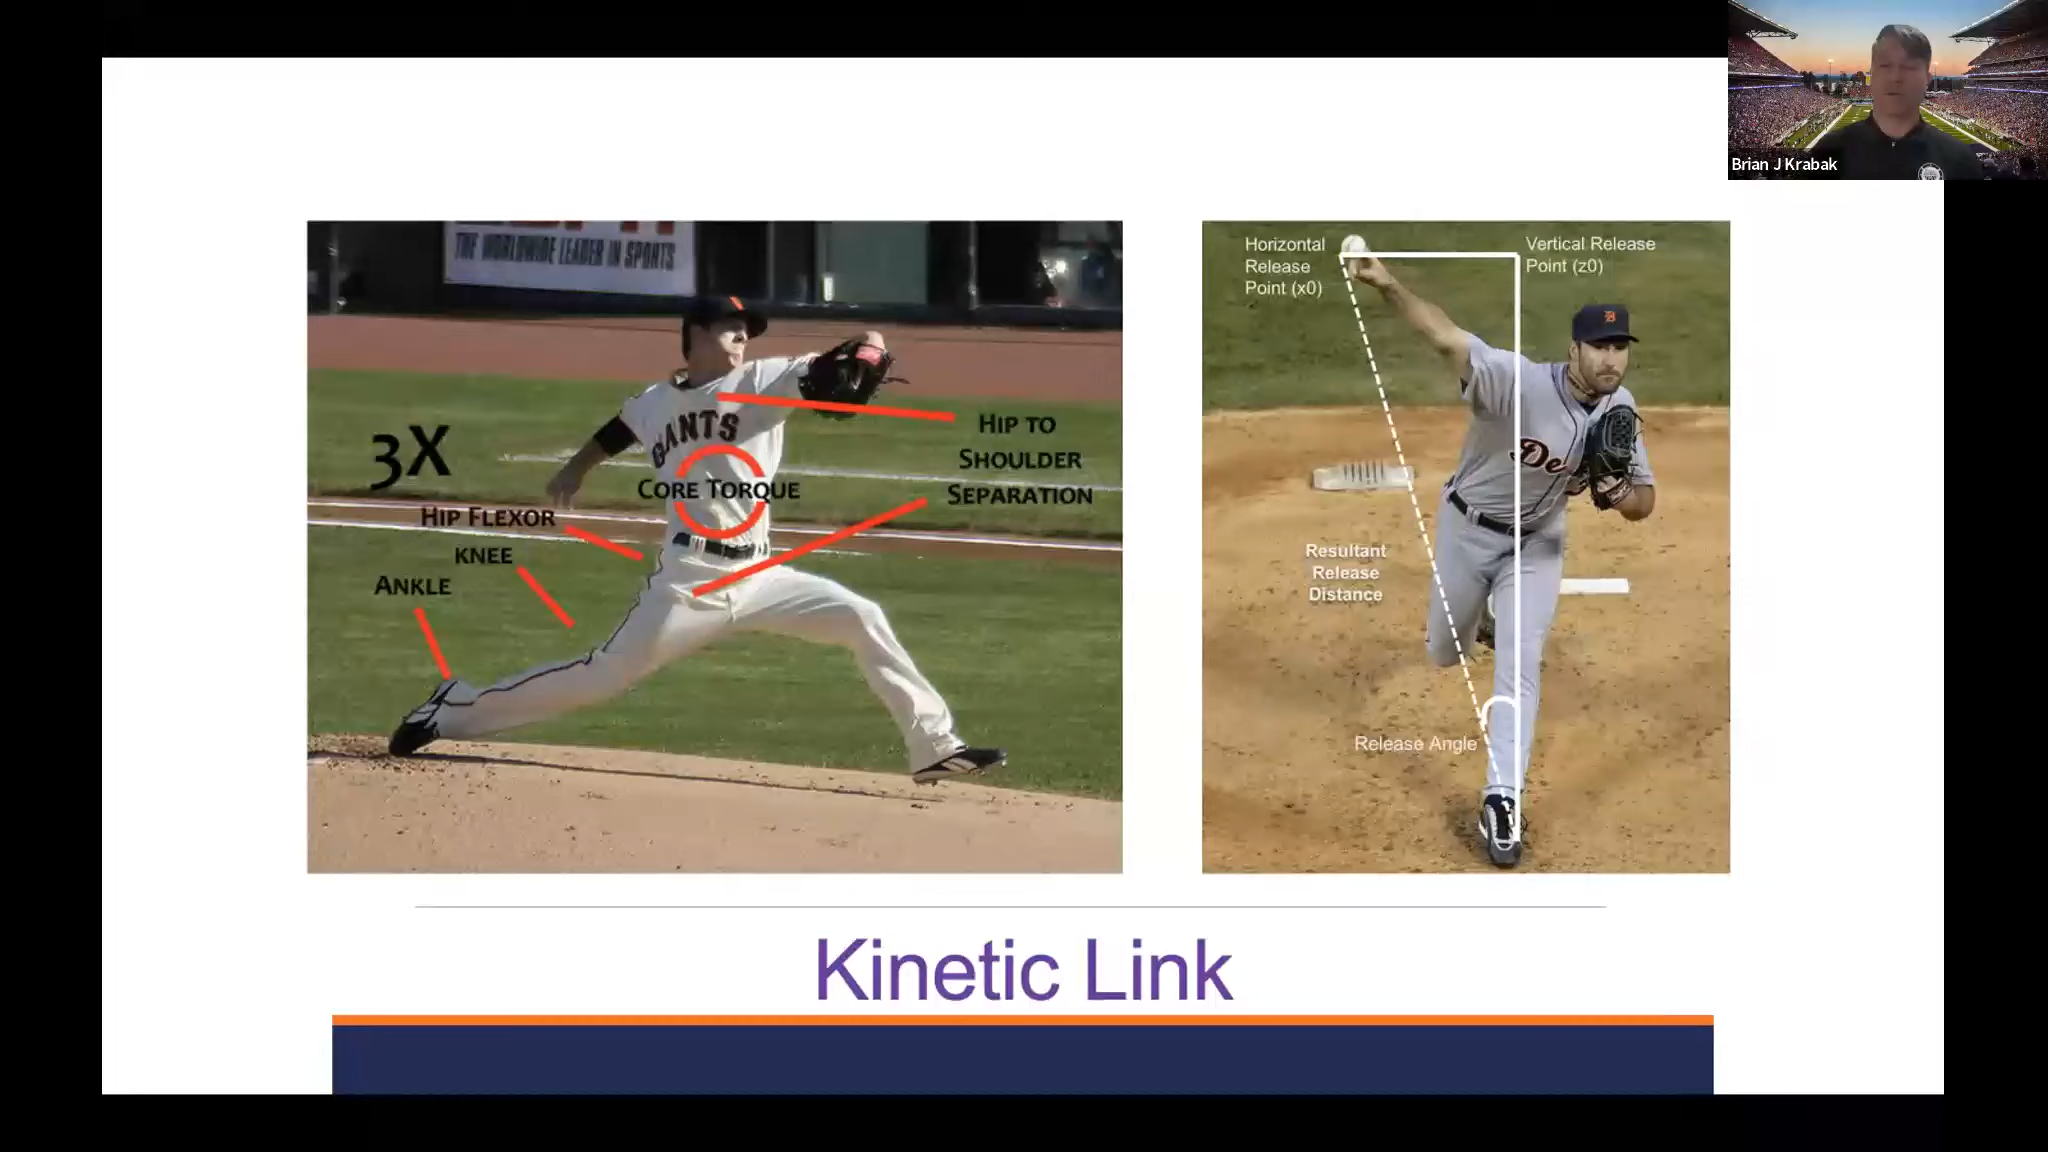 Brian J Krabak
THE WORLDWIDE LEADER IN SPORTS
GIANTS
3X
HIP FLEXOR
KNEE
ANKLE
CORE TORQUE
HIP TO
SHOULDER
SEPARATION
Horizontal
Release
Point (x0)
Vertical Release
Point (z0)
De
Resultant
Release
Distance
Release Angle
Kinetic Link